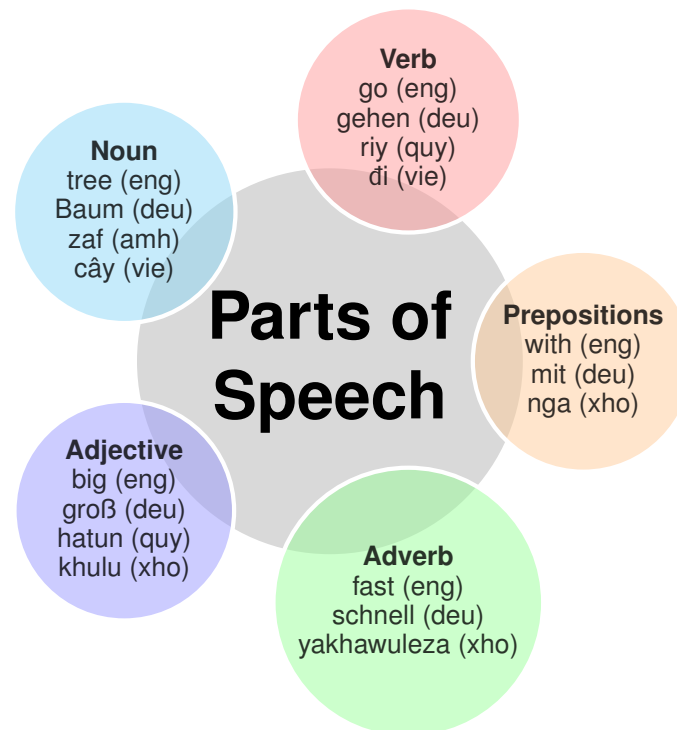 Parts of
Speech
Verb
go (eng)
gehen (deu)
riy (quy)
đi (vie)
Prepositions
with (eng)
mit (deu)
nga (xho)
Adverb
fast (eng)
schnell (deu)
yakhawuleza (xho)
Adjective
big (eng)
groß (deu)
hatun (quy)
khulu (xho)
Noun
tree (eng)
Baum (deu)
zaf (amh)
cây (vie)